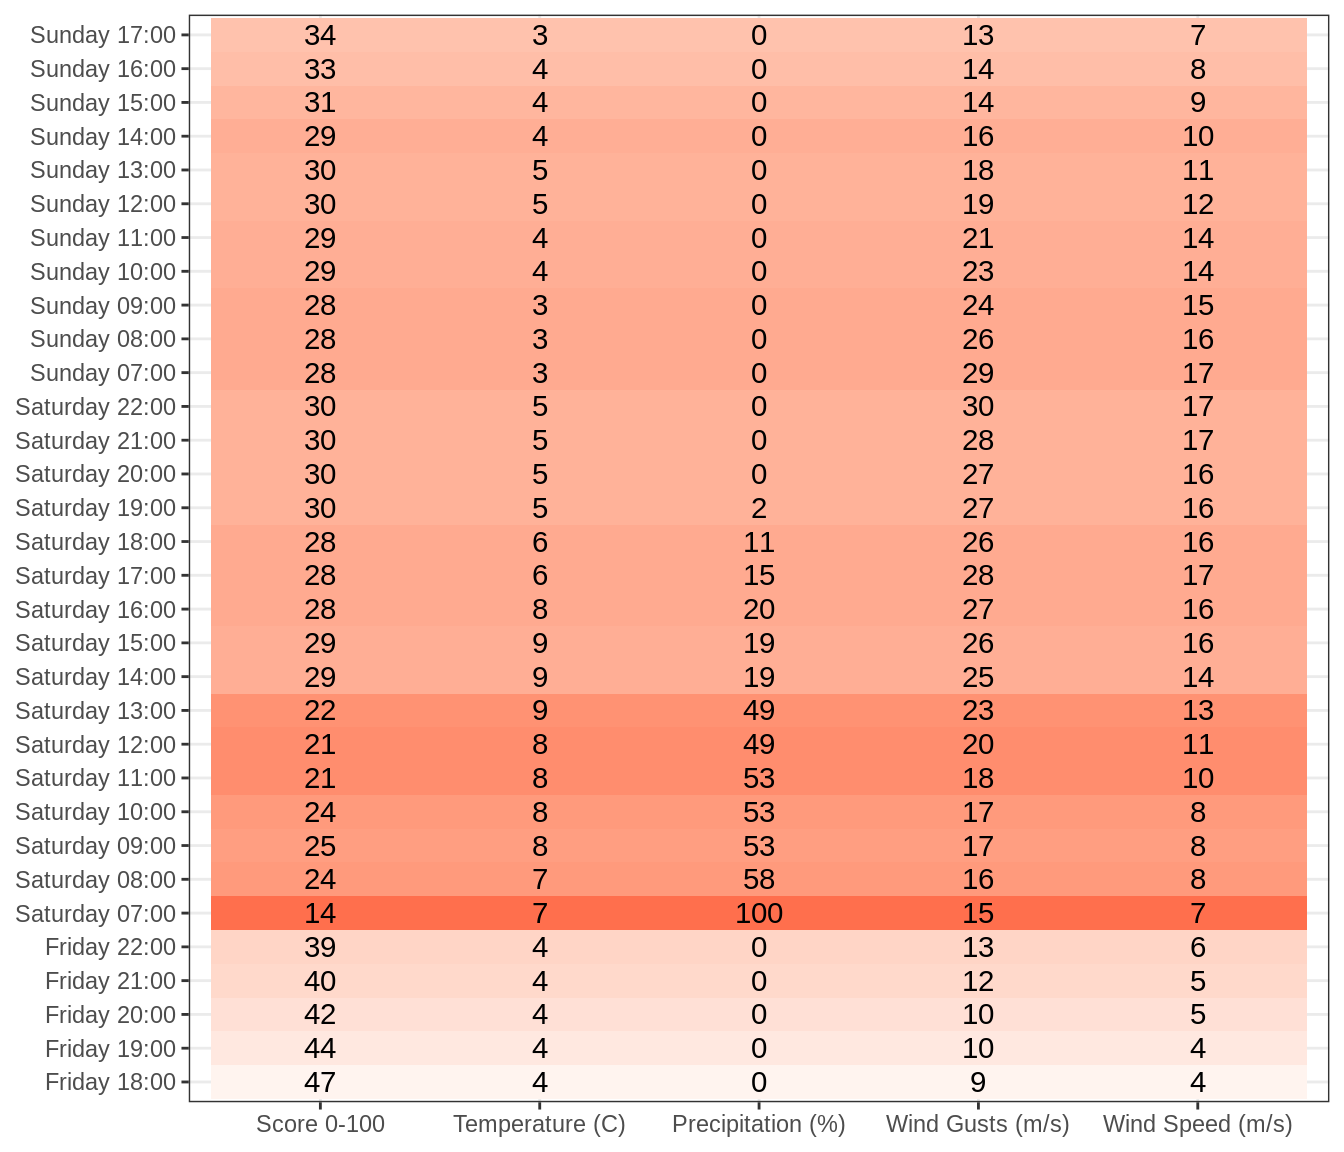 Sunday 17:00 34 3 0 13 7
Sunday 16:00 33 4 0 14 8
Sunday 15:00 31 4 0 14 9
Sunday 14:00 29 4 0 16 10
Sunday 13:00 30 5 0 18 11
Sunday 12:00 30 5 0 19 12
Sunday 11:00 29 4 0 21 14
Sunday 10:00 29 4 0 23 14
Sunday 09:00 28 3 0 24 15
Sunday 08:00 28 3 0 26 16
Sunday 07:00 28 3 0 29 17
Saturday 22:00 30 5 0 30 17
Saturday 21:00 30 5 0 28 17
Saturday 20:00 30 5 0 27 16
Saturday 19:00 30 5 2 27 16
Saturday 18:00 28 6 11 26 16
Saturday 17:00 28 6 15 28 17
Saturday 16:00 28 8 20 27 16
Saturday 15:00 29 9 19 26 16
Saturday 14:00 29 9 19 25 14
Saturday 13:00 22 9 49 23 13
Saturday 12:00 21 8 49 20 11
Saturday 11:00 21 8 53 18 10
Saturday 10:00 24 8 53 17 8
Saturday 09:00 25 8 53 17 8
Saturday 08:00 24 7 58 16 8
Saturday 07:00 14 7 100 15 7
Friday 22:00 39 4 0 13 6
Friday 21:00 40 4 0 12 5
Friday 20:00 42 4 0 10 5
Friday 19:00 44 4 0 10 4
Friday 18:00 47 4 0 9 4
Score 0-100 Temperature (C) Precipitation (%) Wind Gusts (m/s) Wind Speed (m/s)